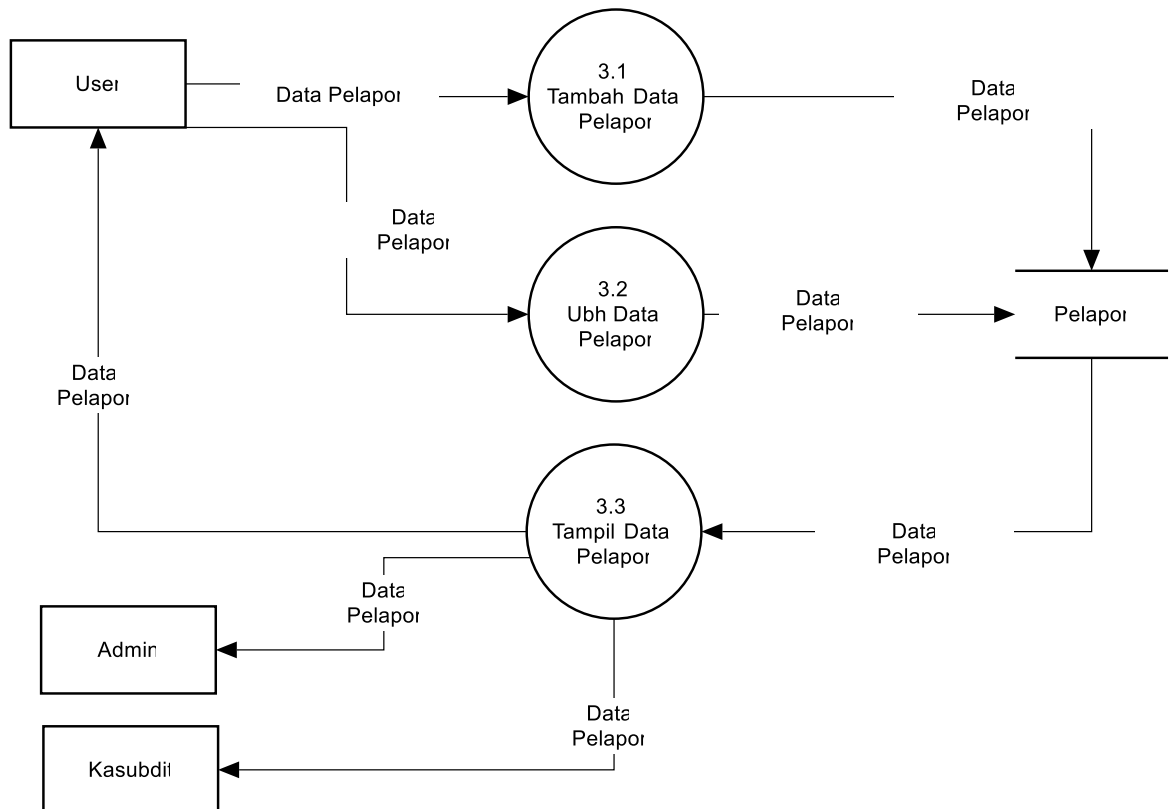 User
Data Pelapor
3.1
Tambah Data
Pelapor
Data
Pelapor
Data
Pelapor
3.2
Ubh Data
Pelapor
Data
Pelapor
Pelapor
Data
Pelapor
3.3
Tampil Data
Pelapor
Data
Pelapor
Data
Pelapor
Admin
Data
Pelapor
Kasubdit